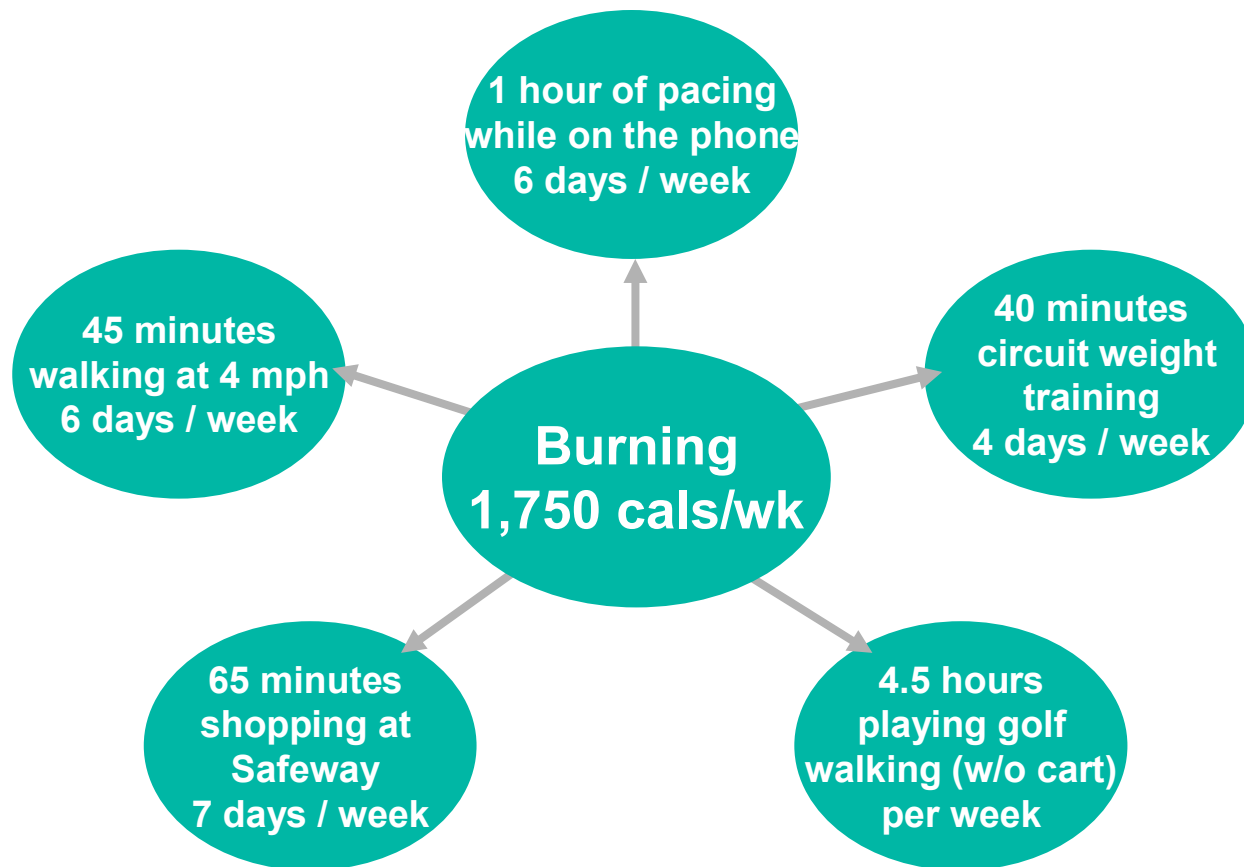 1 hour of pacing
while on the phone
6 days / week
45 minutes
walking at 4 mph
6 days / week
40 minutes
circuit weight
training
4 days / week
Burning
1,750 cals/wk
65 minutes
shopping at
Safeway
7 days / week
4.5 hours
playing golf
walking (w/o cart)
per week